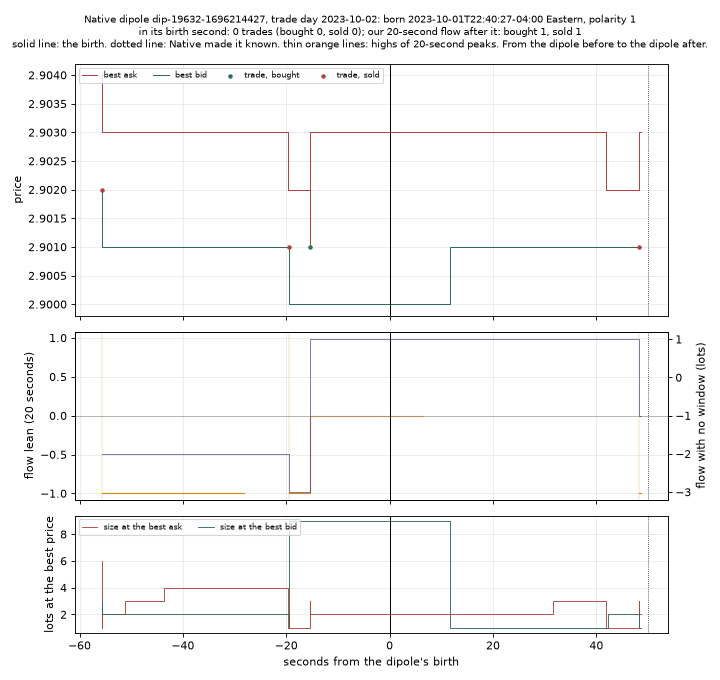 Native dipole dip-19632-1696214427, trade day 2023-10-02: born 2023-10-01T22:40:27-04:00 Eastern, polarity 1
in its birth second: 0 trades (bought 0, sold 0); our 20-second flow after it: bought 1, sold 1
solid line: the birth. dotted line: Native made it known. thin orange lines: highs of 20-second peaks. From the dipole before to the dipole after.
best ask best bid trade, bought trade, sold
2.9040
2.9035
2.9030
2.9025
2.9020
2.9015
2.9010
2.9005
2.9000
price
1.0
0.5
0.0
−0.5
−1.0
flow lean (20 seconds)
1
0
−1
−2
−3
flow with no window (lots)
size at the best ask size at the best bid
8
6
4
2
lots at the best price
−60 −40 −20 0 20 40
seconds from the dipole's birth